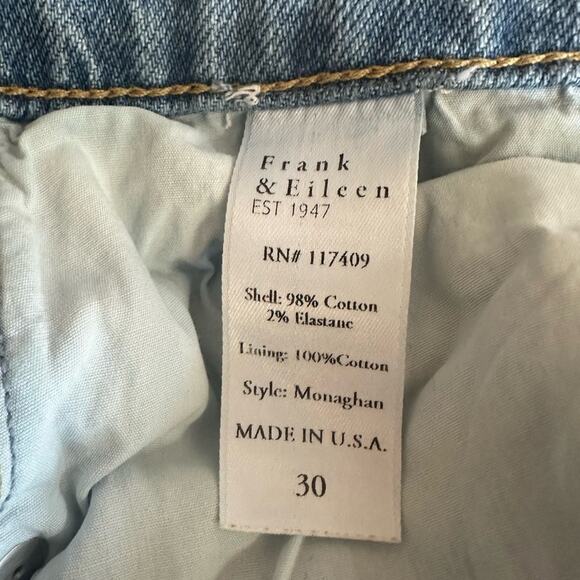 Frank
& Eileen
EST 1947
RN# 117409
Shell: 98% Cotton
2% Elastane
Lining: 100%Cotton
Style: Monaghan
MADE IN U.S.A.
30